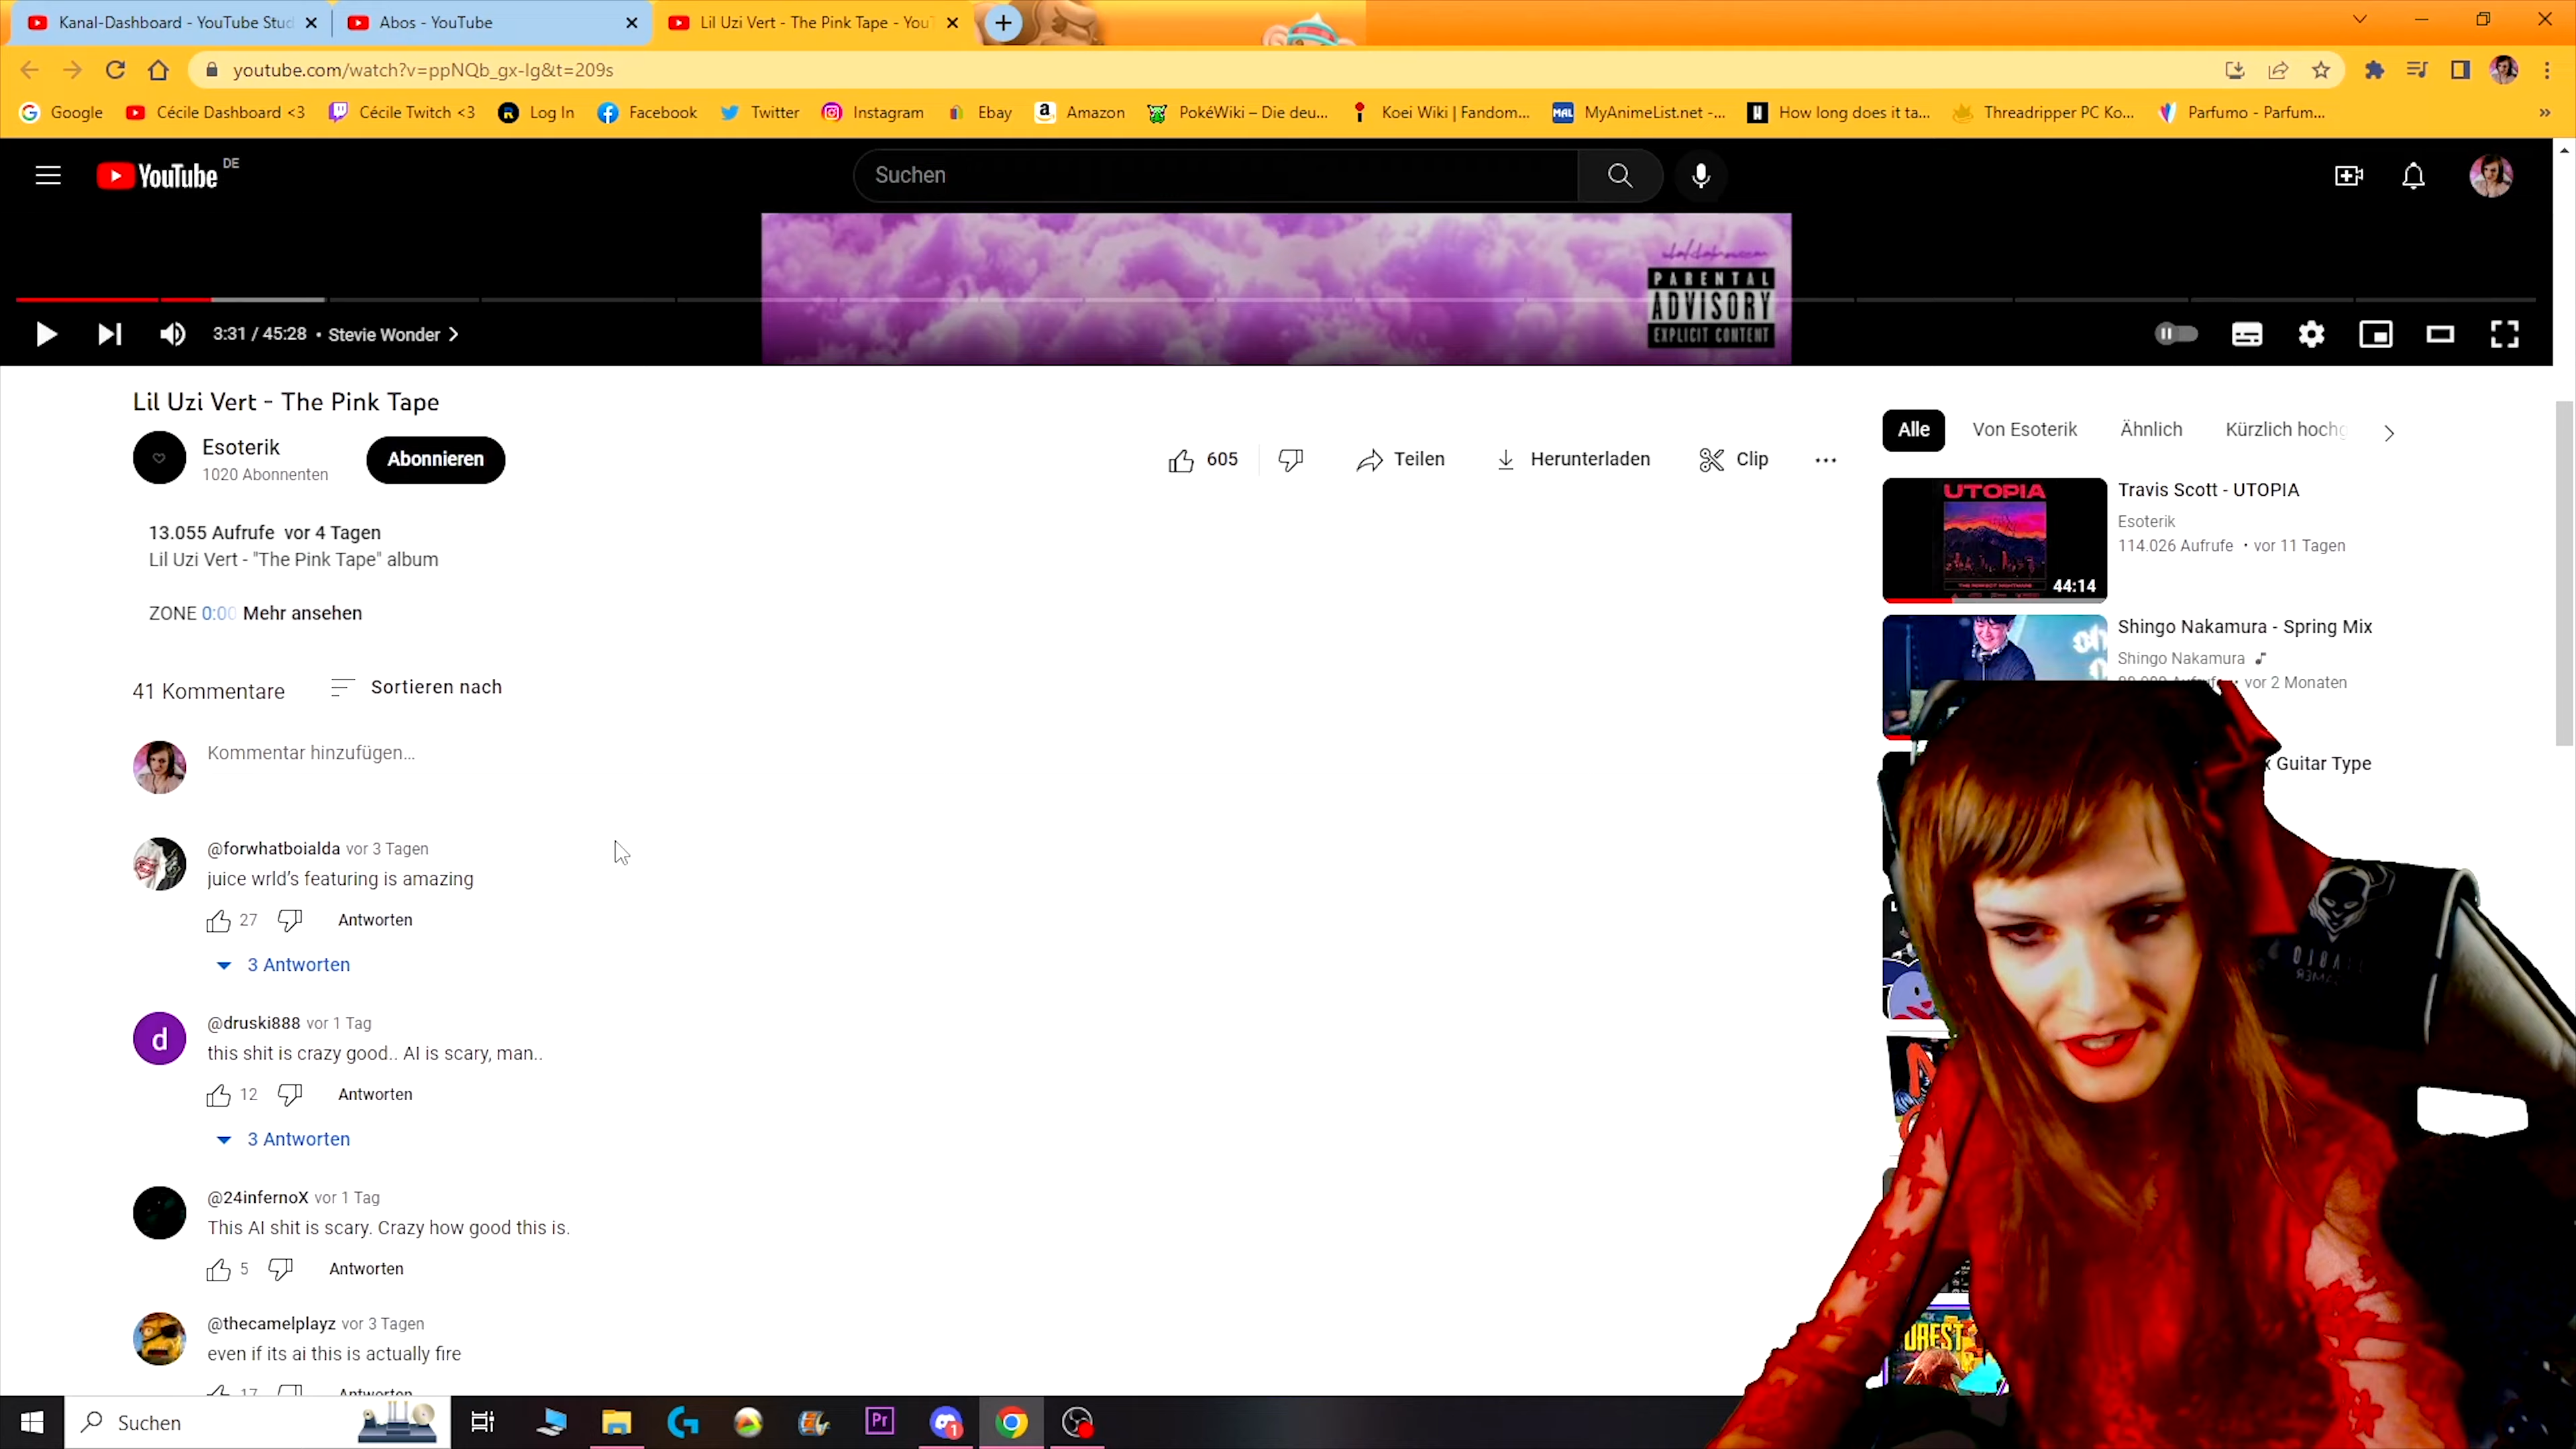 Kanal-Dashboard - YouTube Stud
Abos - YouTube
Lil Uzi Vert - The Pink Tape - YouT
youtube.com/watch?v=ppNQb_gx-Ig&t=209s
Google
Cécile Dashboard <3
Cécile Twitch <3
Log In
Facebook
Twitter
Instagram
Ebay
Amazon
PokéWiki – Die deu...
Koei Wiki | Fandom...
MyAnimeList.net -...
How long does it ta...
Threadripper PC Ko...
Parfumo - Parfum...
YouTube DE
Suchen
PARENTAL
ADVISORY
EXPLICIT CONTENT
3:31 / 45:28 • Stevie Wonder
Lil Uzi Vert - The Pink Tape
Esoterik
1020 Abonnenten
Abonnieren
605
Teilen
Herunterladen
Clip
13.055 Aufrufe vor 4 Tagen
Lil Uzi Vert - "The Pink Tape" album
ZONE 0:00 Mehr ansehen
41 Kommentare
Sortieren nach
Kommentar hinzufügen...
@forwhatboialda vor 3 Tagen
juice wrld’s featuring is amazing
27
Antworten
3 Antworten
d
@druski888 vor 1 Tag
this shit is crazy good.. AI is scary, man..
12
Antworten
3 Antworten
@24infernoX vor 1 Tag
This AI shit is scary. Crazy how good this is.
5
Antworten
@thecamelplayz vor 3 Tagen
even if its ai this is actually fire
17
Antworten
Alle
Von Esoterik
Ähnlich
Kürzlich hochg
UTOPIA
44:14
Travis Scott - UTOPIA
Esoterik
114.026 Aufrufe • vor 11 Tagen
Shingo Nakamura - Spring Mix
Shingo Nakamura
vor 2 Monaten
Guitar Type
Suchen
Pr
1